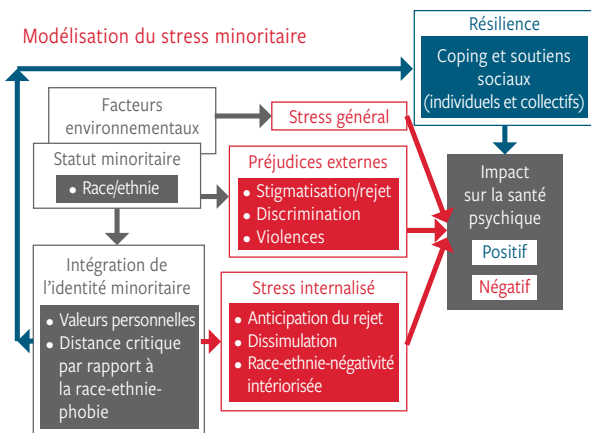 Modélisation du stress minoritaire
Résilience
Coping et soutiens
sociaux
(individuels et collectifs)
Facteurs
environnementaux
Stress général
Statut minoritaire
• Race/ethnie
Préjudices externes
• Stigmatisation/rejet
• Discrimination
• Violences
Impact
sur la santé
psychique
Positif
Négatif
Intégration de
l’identité minoritaire
• Valeurs personnelles
• Distance critique
par rapport à
la race-ethnie-
phobie
Stress internalisé
• Anticipation du rejet
• Dissimulation
• Race-ethnie-négativité
intériorisée